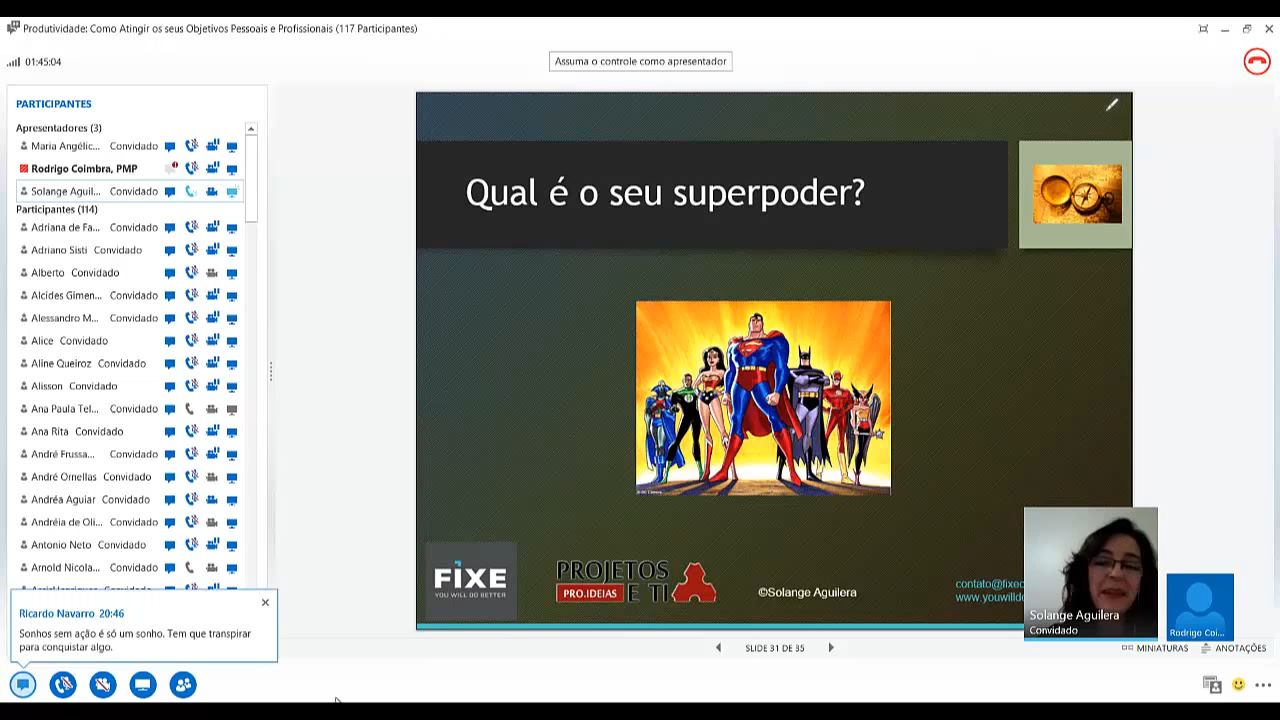 Produtividade: Como Atingir os seus Objetivos Pessoais e Profissionais (117 Participantes)
01:45:04
Assuma o controle como apresentador
PARTICIPANTES
Apresentadores (3)
Maria Angélic... Convidado
Rodrigo Coimbra, PMP
Solange Aguil... Convidado
Participantes (114)
Adriana de Fa... Convidado
Adriano Sisti Convidado
Alberto Convidado
Alcides Gimen... Convidado
Alessandro M... Convidado
Alice Convidado
Aline Queiroz Convidado
Alisson Convidado
Ana Paula Tel... Convidado
Ana Rita Convidado
André Frussa... Convidado
André Ornellas Convidado
Andréa Aguiar Convidado
Andréia de Oli... Convidado
Antonio Neto Convidado
Arnold Nicola... Convidado
Ricardo Navarro 20:46
Sonhos sem ação é só um sonho. Tem que transpirar
para conquistar algo.
Qual é o seu superpoder?
FIXE
YOU WILL DO BETTER
PROJETOS
PRO.IDEIAS E TI
©Solange Aguilera
contato@fixec
www.youwilldo
Solange Aguilera
Convidado
Rodrigo Coi...
SLIDE 31 DE 35
MINIATURAS
ANOTAÇÕES